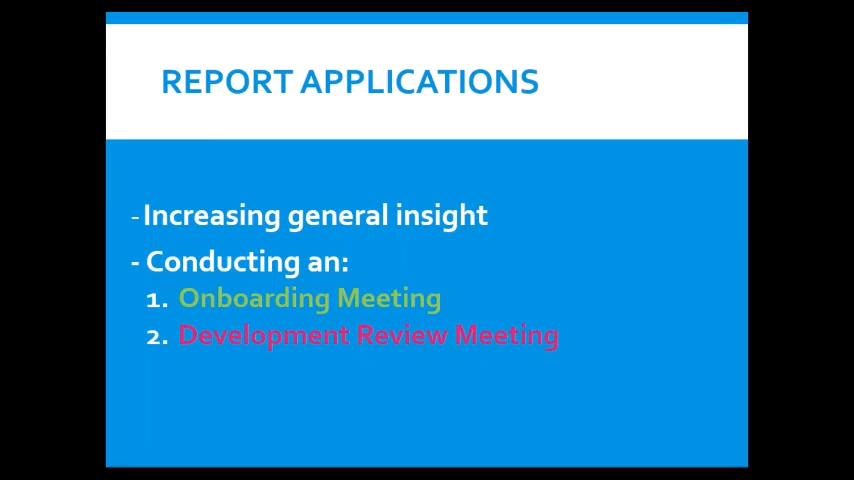 REPORT APPLICATIONS
- Increasing general insight
- Conducting an:
1. Onboarding Meeting
2. Development Review Meeting